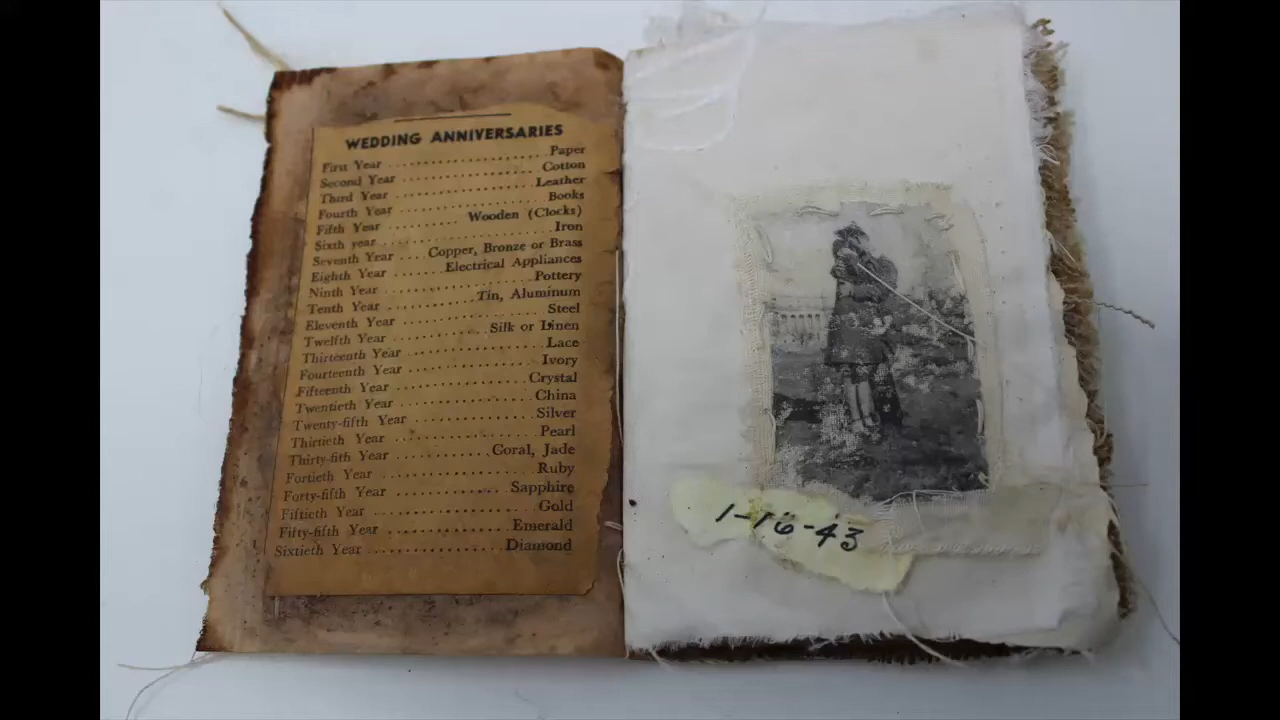 WEDDING ANNIVERSARIES
First Year ........................ Paper
Second Year ........................ Cotton
Third Year ........................ Leather
Fourth Year ........................ Books
Fifth Year ............ Wooden (Clocks)
Sixth year ........................ Iron
Seventh Year .... Copper, Bronze or Brass
Eighth Year ........ Electrical Appliances
Ninth Year ........................ Pottery
Tenth Year ................ Tin, Aluminum
Eleventh Year ........................ Steel
Twelfth Year ................ Silk or Linen
Thirteenth Year ........................ Lace
Fourteenth Year ........................ Ivory
Fifteenth Year ........................ Crystal
Twentieth Year ........................ China
Twenty-fifth Year ........................ Silver
Thirtieth Year ........................ Pearl
Thirty-fifth Year ................ Coral, Jade
Fortieth Year ........................ Ruby
Forty-fifth Year ................ Sapphire
Fiftieth Year ........................ Gold
Fifty-fifth Year ................ Emerald
Sixtieth Year ................ Diamond
1-16-43